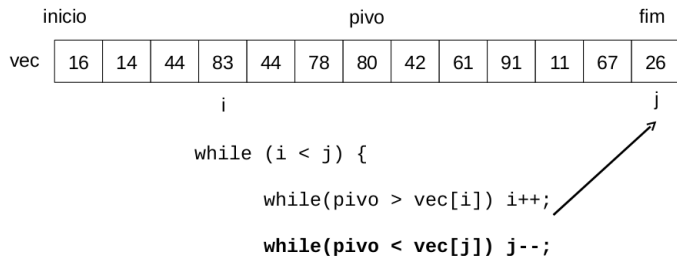 inicio pivo fim
vec 16 14 44 83 44 78 80 42 61 91 11 67 26
i j
while (i < j) {
while(pivo > vec[i]) i++;
while(pivo < vec[j]) j--;